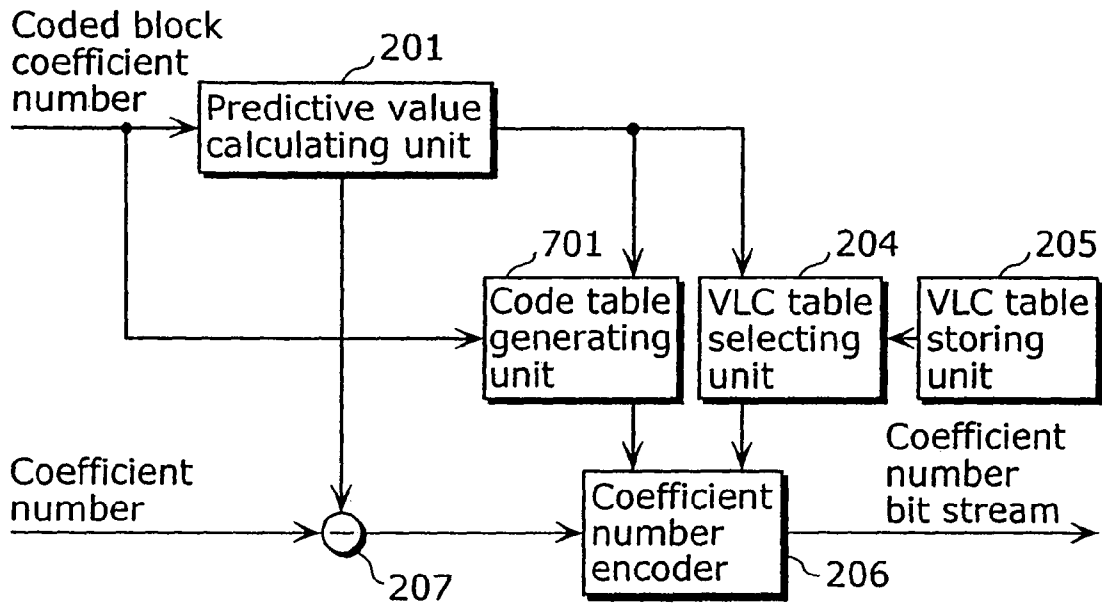 Coded block
coefficient
number
201
Predictive value
calculating unit
701
204
205
Code table
generating
unit
VLC table
selecting
unit
VLC table
storing
unit
Coefficient
number
Coefficient
number
encoder
Coefficient
number
bit stream
−
207
206